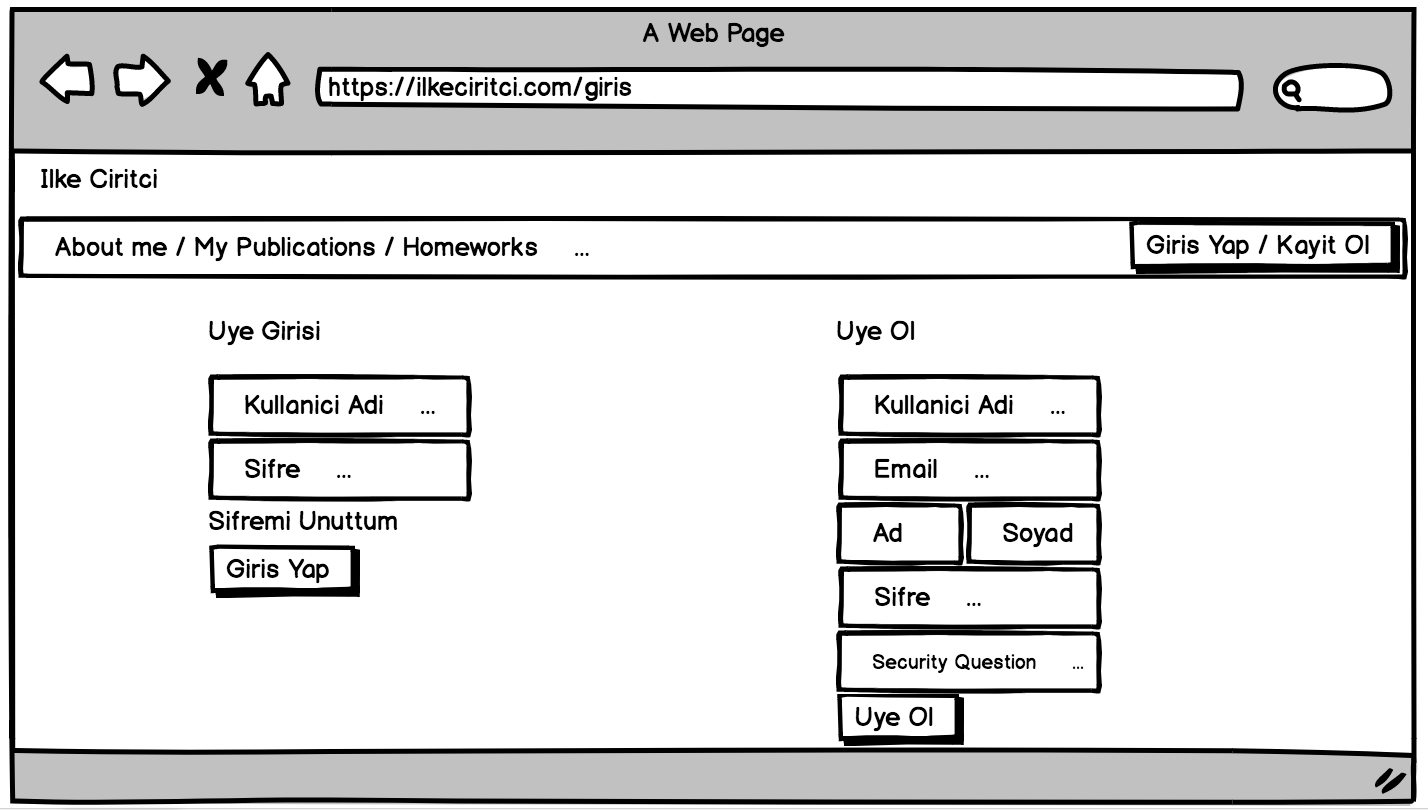 A Web Page
https://ilkeciritci.com/giris
Ilke Ciritci
About me / My Publications / Homeworks ...
Giris Yap / Kayit Ol
Uye Girisi
Kullanici Adi ...
Sifre ...
Sifremi Unuttum
Giris Yap
Uye Ol
Kullanici Adi ...
Email ...
Ad
Soyad
Sifre ...
Security Question ...
Uye Ol